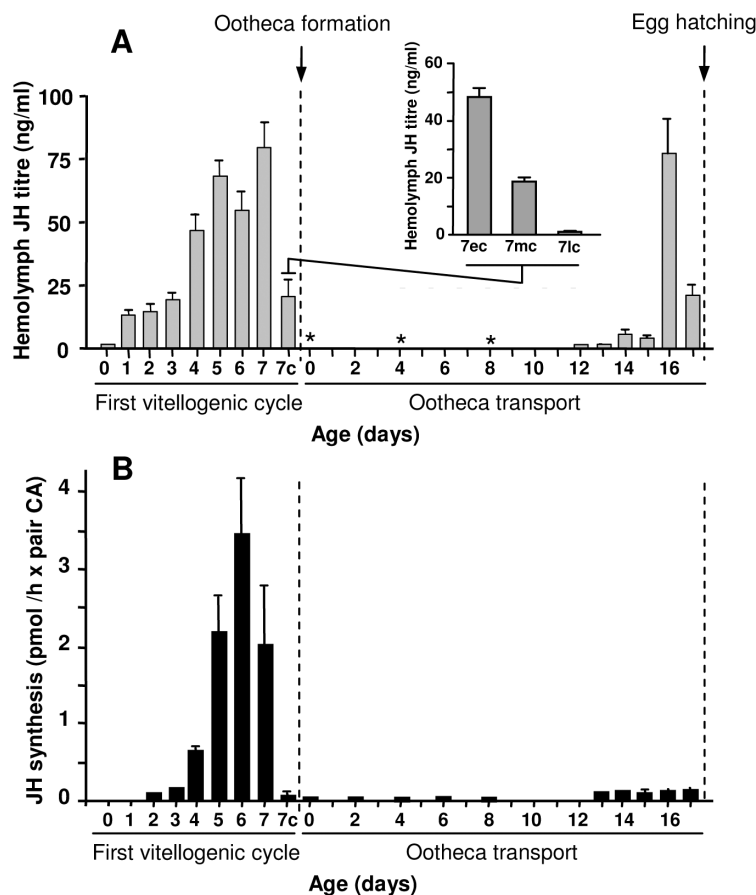 Ootheca formation
Egg hatching
A
Hemolymph JH titre (ng/ml)
100
75
50
25
0
Hemolymph JH titre (ng/ml)
60
40
20
0
7ec 7mc 7lc
* * *
0 1 2 3 4 5 6 7 7c 0 2 4 6 8 10 12 14 16
First vitellogenic cycle Ootheca transport
Age (days)
B
JH synthesis (pmol /h x pair CA)
4
3
2
1
0
0 1 2 3 4 5 6 7 7c 0 2 4 6 8 10 12 14 16
First vitellogenic cycle Ootheca transport
Age (days)